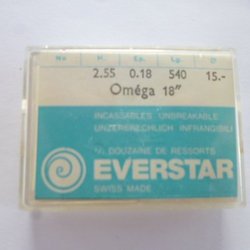 No H. Ep. Lg. D
2.55 0.18 540 15.-
Oméga 18"
INCASSABLES UNBREAKABLE
UNZERBRECHLICH INFRANGIBILI
½ DOUZAINE DE RESSORTS
EVERSTAR
SWISS MADE